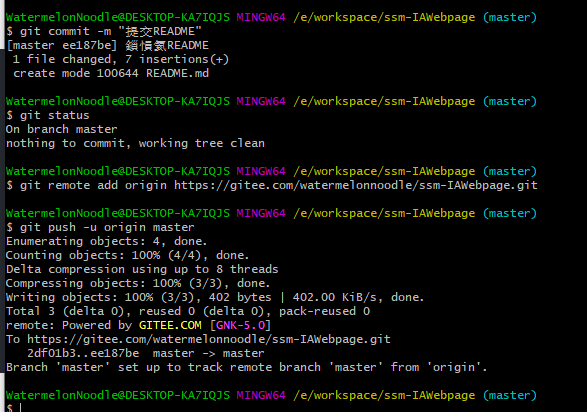 WatermelonNoodle@DESKTOP-KA7IQJS MINGW64 /e/workspace/ssm-IAWebpage (master)
$ git commit -m "提交README"
[master ee187be] 鎻愪氦README
 1 file changed, 7 insertions(+)
 create mode 100644 README.md
WatermelonNoodle@DESKTOP-KA7IQJS MINGW64 /e/workspace/ssm-IAWebpage (master)
$ git status
On branch master
nothing to commit, working tree clean
WatermelonNoodle@DESKTOP-KA7IQJS MINGW64 /e/workspace/ssm-IAWebpage (master)
$ git remote add origin https://gitee.com/watermelonnoodle/ssm-IAWebpage.git
WatermelonNoodle@DESKTOP-KA7IQJS MINGW64 /e/workspace/ssm-IAWebpage (master)
$ git push -u origin master
Enumerating objects: 4, done.
Counting objects: 100% (4/4), done.
Delta compression using up to 8 threads
Compressing objects: 100% (3/3), done.
Writing objects: 100% (3/3), 402 bytes | 402.00 KiB/s, done.
Total 3 (delta 0), reused 0 (delta 0), pack-reused 0
remote: Powered by GITEE.COM [GNK-5.0]
To https://gitee.com/watermelonnoodle/ssm-IAWebpage.git
   2df01b3..ee187be  master -> master
Branch 'master' set up to track remote branch 'master' from 'origin'.
WatermelonNoodle@DESKTOP-KA7IQJS MINGW64 /e/workspace/ssm-IAWebpage (master)
$